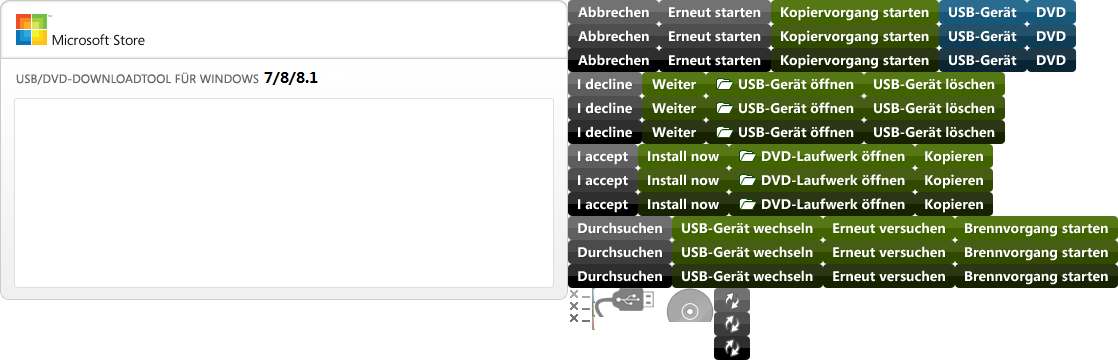 Microsoft Store
USB/DVD-DOWNLOADTOOL FÜR WINDOWS 7/8/8.1
Abbrechen Erneut starten Kopiervorgang starten USB-Gerät DVD
Abbrechen Erneut starten Kopiervorgang starten USB-Gerät DVD
Abbrechen Erneut starten Kopiervorgang starten USB-Gerät DVD
I decline Weiter USB-Gerät öffnen USB-Gerät löschen
I decline Weiter USB-Gerät öffnen USB-Gerät löschen
I decline Weiter USB-Gerät öffnen USB-Gerät löschen
I accept Install now DVD-Laufwerk öffnen Kopieren
I accept Install now DVD-Laufwerk öffnen Kopieren
I accept Install now DVD-Laufwerk öffnen Kopieren
Durchsuchen USB-Gerät wechseln Erneut versuchen Brennvorgang starten
Durchsuchen USB-Gerät wechseln Erneut versuchen Brennvorgang starten
Durchsuchen USB-Gerät wechseln Erneut versuchen Brennvorgang starten